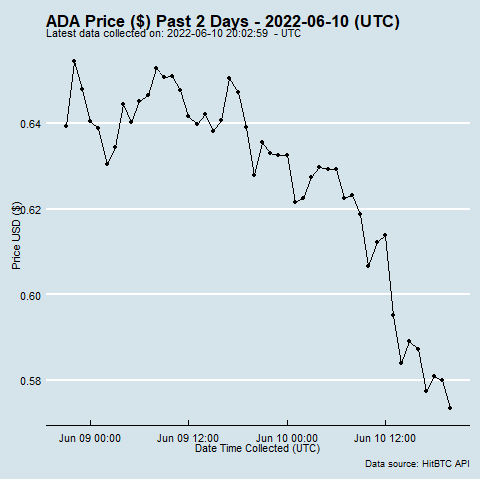 ADA Price ($) Past 2 Days - 2022-06-10 (UTC)
Latest data collected on: 2022-06-10 20:02:59 - UTC
0.64
0.62
0.60
0.58
Price USD ($)
Jun 09 00:00 Jun 09 12:00 Jun 10 00:00 Jun 10 12:00
Date Time Collected (UTC)
Data source: HitBTC API